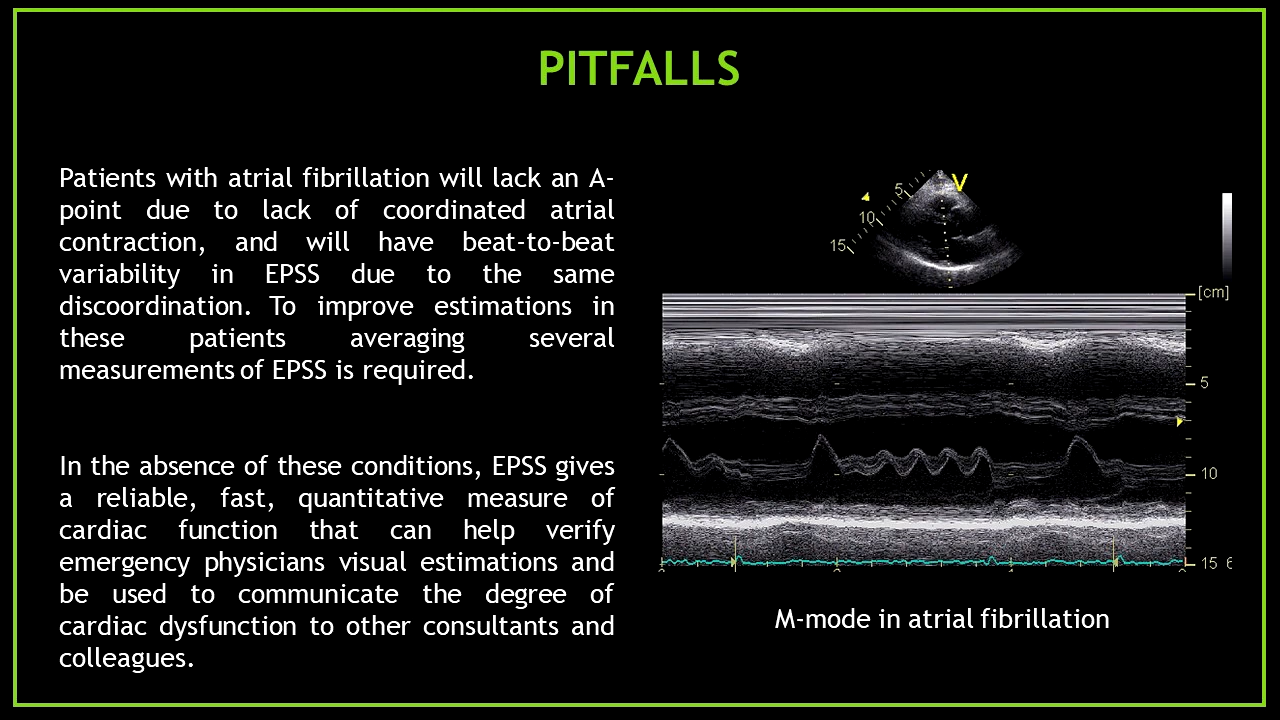 PITFALLS
Patients with atrial fibrillation will lack an A-
point due to lack of coordinated atrial
contraction, and will have beat-to-beat
variability in EPSS due to the same
discoordination. To improve estimations in
these patients averaging several
measurements of EPSS is required.
In the absence of these conditions, EPSS gives
a reliable, fast, quantitative measure of
cardiac function that can help verify
emergency physicians visual estimations and
be used to communicate the degree of
cardiac dysfunction to other consultants and
colleagues.
V
5
10
15
[cm]
5
10
15
M-mode in atrial fibrillation